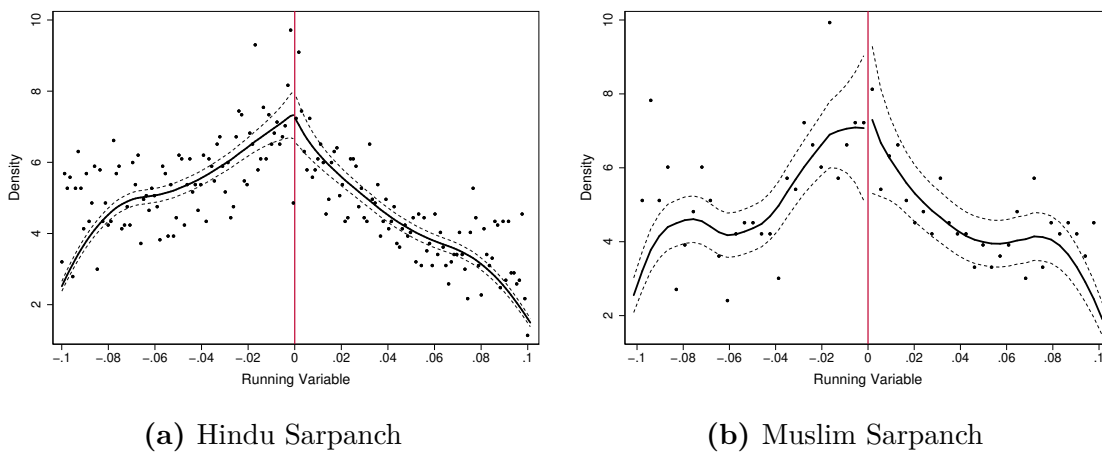 10
8
6
4
2
Density
-.1 -.08 -.06 -.04 -.02 0 .02 .04 .06 .08 .1
Running Variable
(a) Hindu Sarpanch
10
8
6
4
2
Density
-.1 -.08 -.06 -.04 -.02 0 .02 .04 .06 .08 .1
Running Variable
(b) Muslim Sarpanch